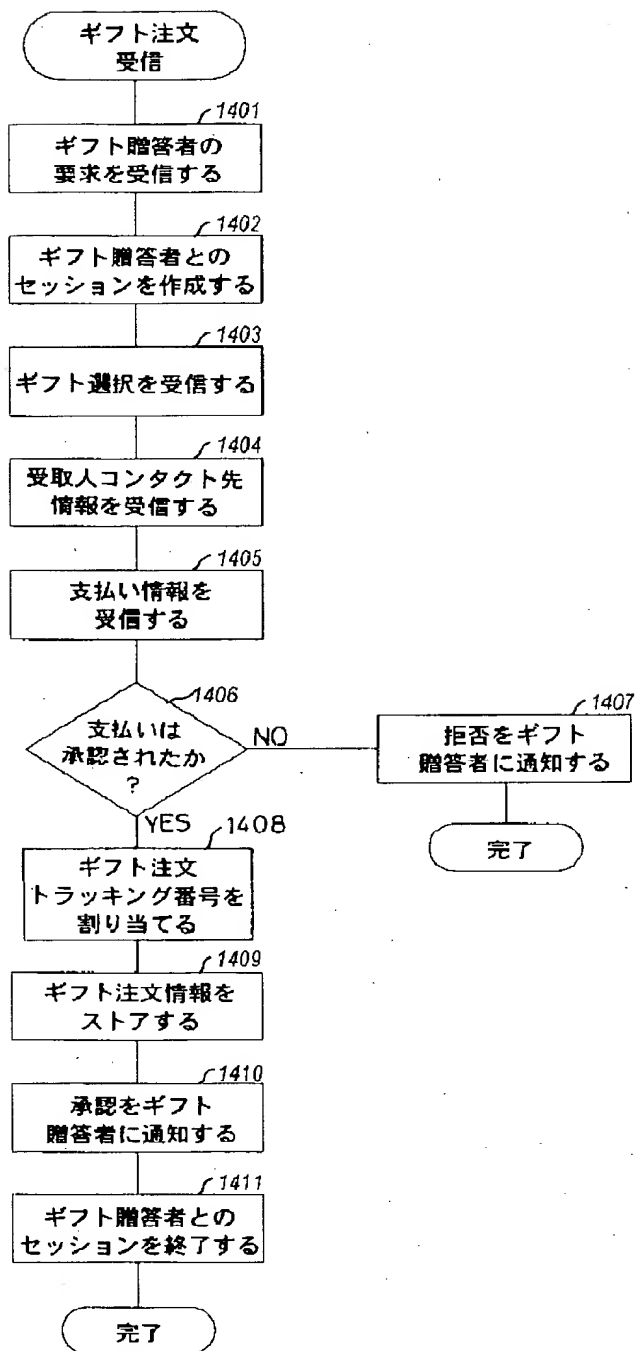 ギフト注文
受信
1401
ギフト贈答者の
要求を受信する
1402
ギフト贈答者との
セッションを作成する
1403
ギフト選択を受信する
1404
受取人コンタクト先
情報を受信する
1405
支払い情報を
受信する
1406
支払いは
承認されたか
?
NO
1407
拒否をギフト
贈答者に通知する
完了
YES
1408
ギフト注文
トラッキング番号を
割り当てる
1409
ギフト注文情報を
ストアする
1410
承認をギフト
贈答者に通知する
1411
ギフト贈答者との
セッションを終了する
完了